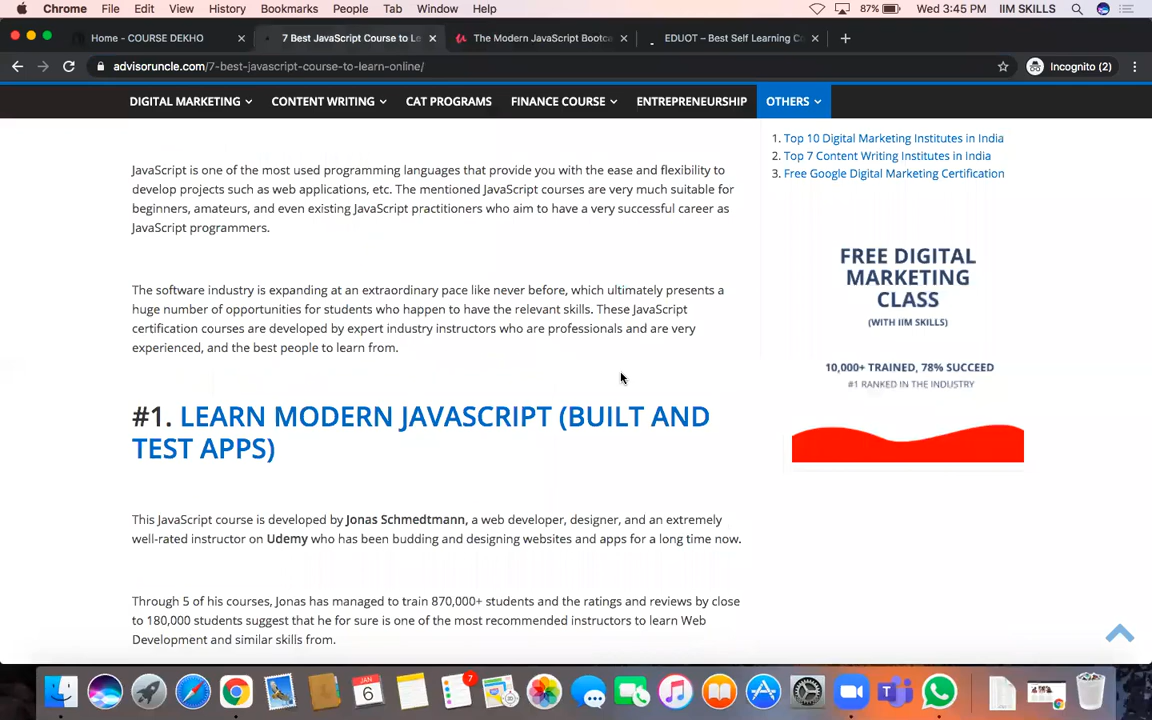 Chrome File Edit View History Bookmarks People Tab Window Help 87% Wed 3:45 PM IIM SKILLS
Home - COURSE DEKHO 7 Best JavaScript Course to Le The Modern JavaScript Bootca EDUOT – Best Self Learning Co
advisoruncle.com/7-best-javascript-course-to-learn-online/ Incognito (2)
DIGITAL MARKETING CONTENT WRITING CAT PROGRAMS FINANCE COURSE ENTREPRENEURSHIP OTHERS
JavaScript is one of the most used programming languages that provide you with the ease and flexibility to
develop projects such as web applications, etc. The mentioned JavaScript courses are very much suitable for
beginners, amateurs, and even existing JavaScript practitioners who aim to have a very successful career as
JavaScript programmers.
The software industry is expanding at an extraordinary pace like never before, which ultimately presents a
huge number of opportunities for students who happen to have the relevant skills. These JavaScript
certification courses are developed by expert industry instructors who are professionals and are very
experienced, and the best people to learn from.
#1. LEARN MODERN JAVASCRIPT (BUILT AND
TEST APPS)
This JavaScript course is developed by Jonas Schmedtmann, a web developer, designer, and an extremely
well-rated instructor on Udemy who has been budding and designing websites and apps for a long time now.
Through 5 of his courses, Jonas has managed to train 870,000+ students and the ratings and reviews by close
to 180,000 students suggest that he for sure is one of the most recommended instructors to learn Web
Development and similar skills from.
1. Top 10 Digital Marketing Institutes in India
2. Top 7 Content Writing Institutes in India
3. Free Google Digital Marketing Certification
FREE DIGITAL
MARKETING
CLASS
(WITH IIM SKILLS)
10,000+ TRAINED, 78% SUCCEED
#1 RANKED IN THE INDUSTRY
JAN
6
7